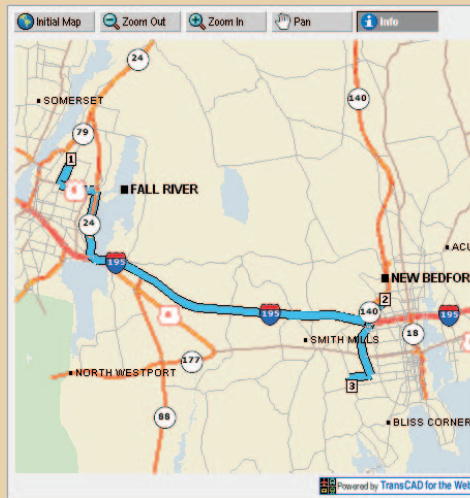 Initial Map Zoom Out Zoom In Pan Info
24
SOMERSET
140
79
1
6
FALL RIVER
24
195
ACU
NEW BEDFOR
2
6
195
140
195
18
SMITH MILLS
177
NORTH WESTPORT
3
88
BLISS CORNER
Powered by TransCAD for the Web